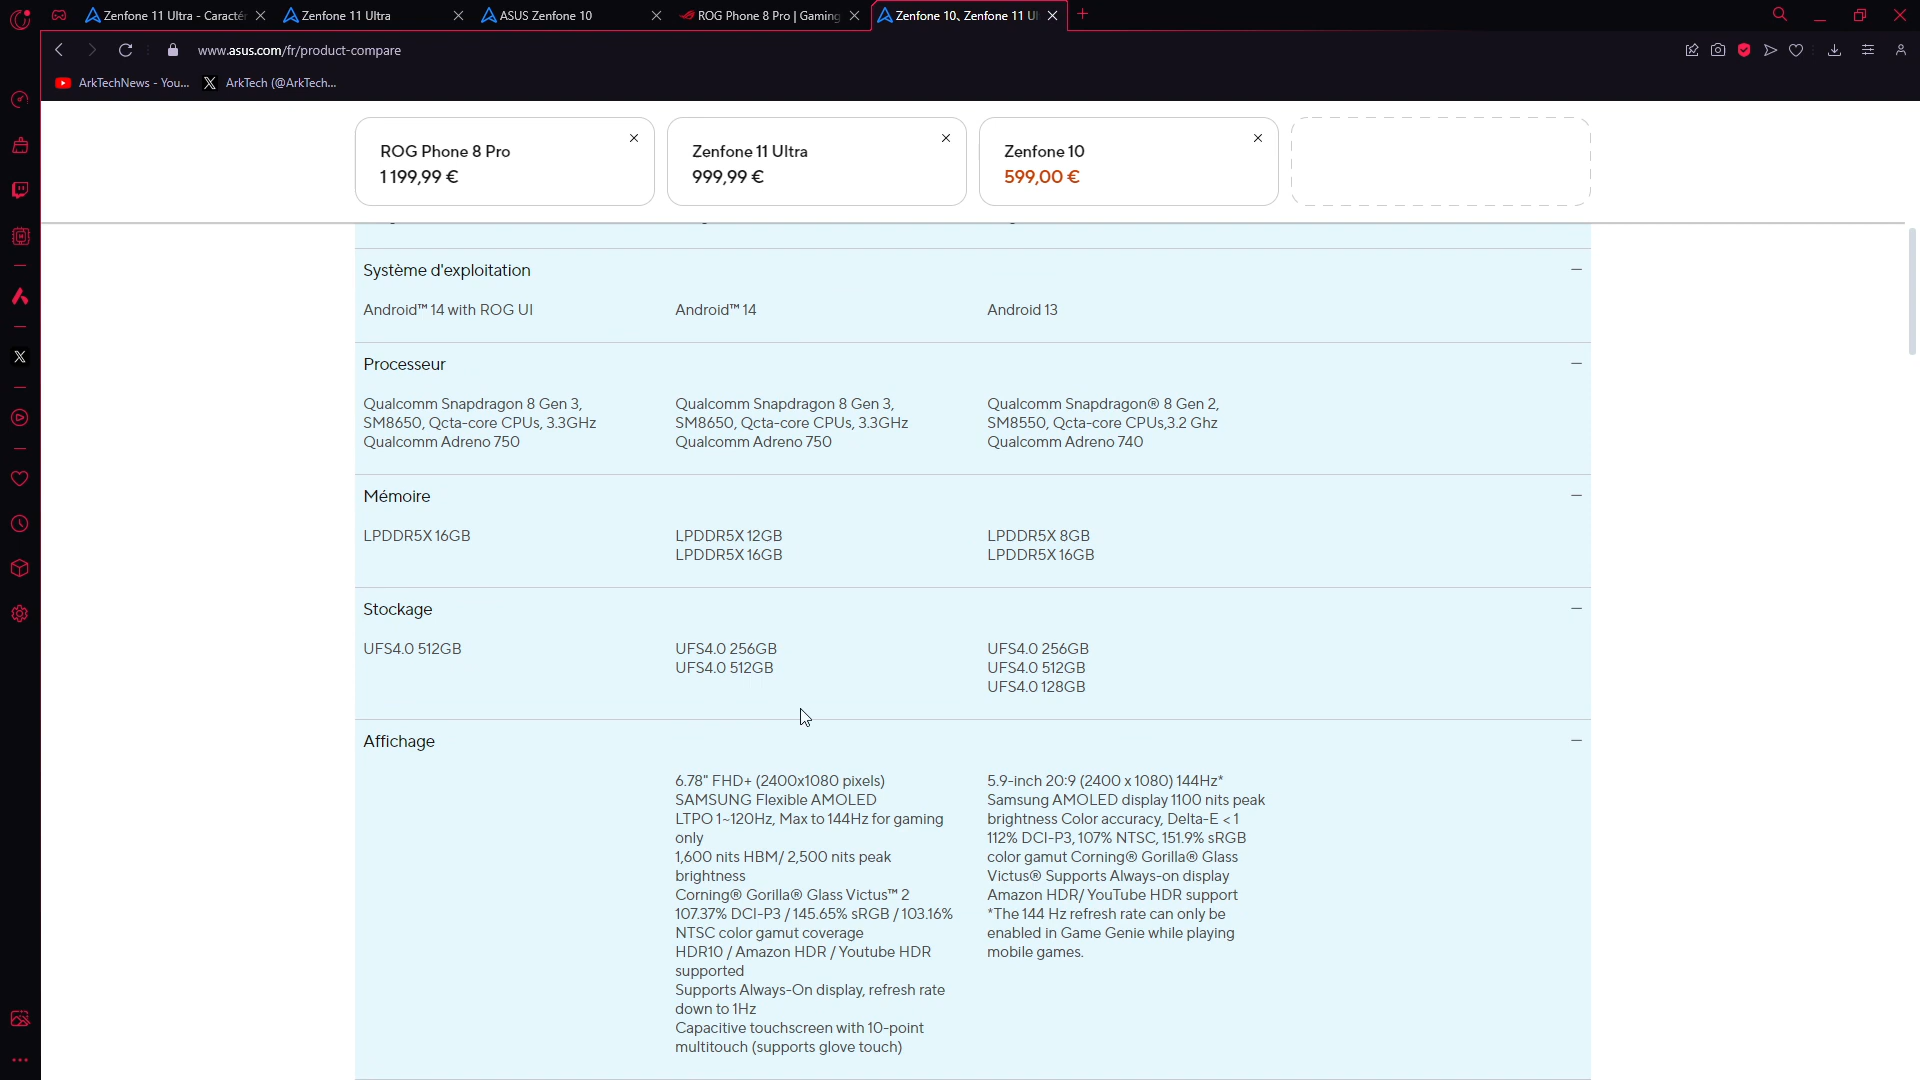 Zenfone 11 Ultra - Caractér
Zenfone 11 Ultra
ASUS Zenfone 10
ROG Phone 8 Pro | Gaming
Zenfone 10、Zenfone 11 Ul
www.asus.com/fr/product-compare
ArkTechNews - You...
ArkTech (@ArkTech...
ROG Phone 8 Pro
1 199,99 €
Zenfone 11 Ultra
999,99 €
Zenfone 10
599,00 €
Système d'exploitation
Android™ 14 with ROG UI
Android™ 14
Android 13
Processeur
Qualcomm Snapdragon 8 Gen 3,
SM8650, Qcta-core CPUs, 3.3GHz
Qualcomm Adreno 750
Qualcomm Snapdragon 8 Gen 3,
SM8650, Qcta-core CPUs, 3.3GHz
Qualcomm Adreno 750
Qualcomm Snapdragon® 8 Gen 2,
SM8550, Qcta-core CPUs,3.2 Ghz
Qualcomm Adreno 740
Mémoire
LPDDR5X 16GB
LPDDR5X 12GB
LPDDR5X 16GB
LPDDR5X 8GB
LPDDR5X 16GB
Stockage
UFS4.0 512GB
UFS4.0 256GB
UFS4.0 512GB
UFS4.0 256GB
UFS4.0 512GB
UFS4.0 128GB
Affichage
6.78" FHD+ (2400x1080 pixels)
SAMSUNG Flexible AMOLED
LTPO 1~120Hz, Max to 144Hz for gaming
only
1,600 nits HBM/ 2,500 nits peak
brightness
Corning® Gorilla® Glass Victus™ 2
107.37% DCI-P3 / 145.65% sRGB / 103.16%
NTSC color gamut coverage
HDR10 / Amazon HDR / Youtube HDR
supported
Supports Always-On display, refresh rate
down to 1Hz
Capacitive touchscreen with 10-point
multitouch (supports glove touch)
5.9-inch 20:9 (2400 x 1080) 144Hz*
Samsung AMOLED display 1100 nits peak
brightness Color accuracy, Delta-E < 1
112% DCI-P3, 107% NTSC, 151.9% sRGB
color gamut Corning® Gorilla® Glass
Victus® Supports Always-on display
Amazon HDR/ YouTube HDR support
*The 144 Hz refresh rate can only be
enabled in Game Genie while playing
mobile games.